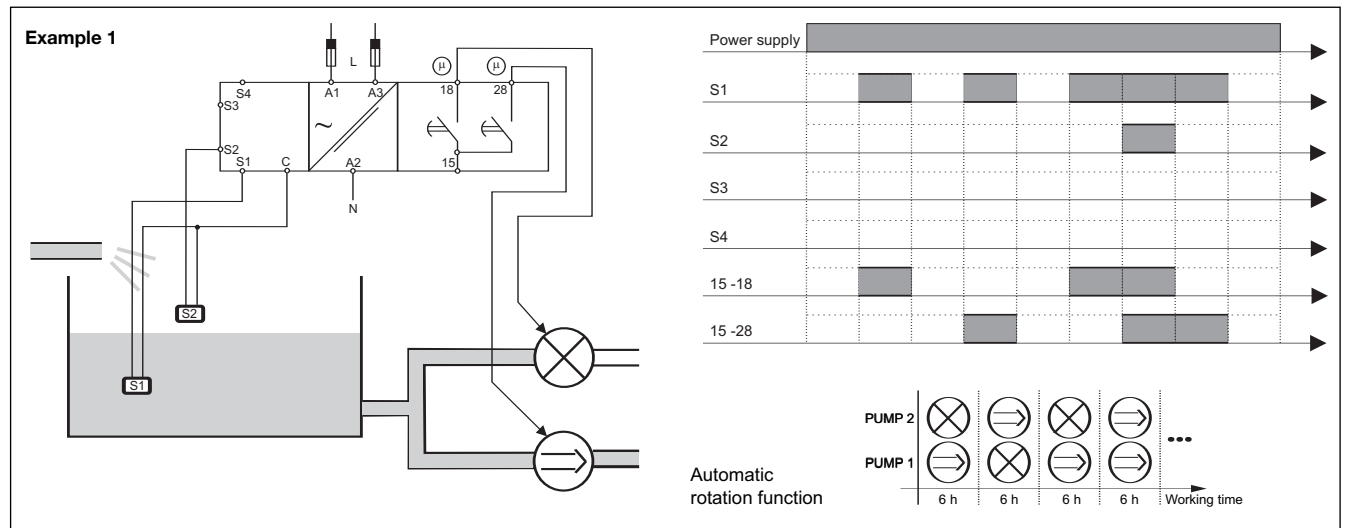 Example 1
L
μ μ
S4 A1 A3 18 28
S3
~
S2
S1 C A2 15
N
S2
S1
Power supply
S1
S2
S3
S4
15 -18
15 -28
PUMP 2
PUMP 1
...
Automatic
rotation function
6 h 6 h 6 h 6 h Working time